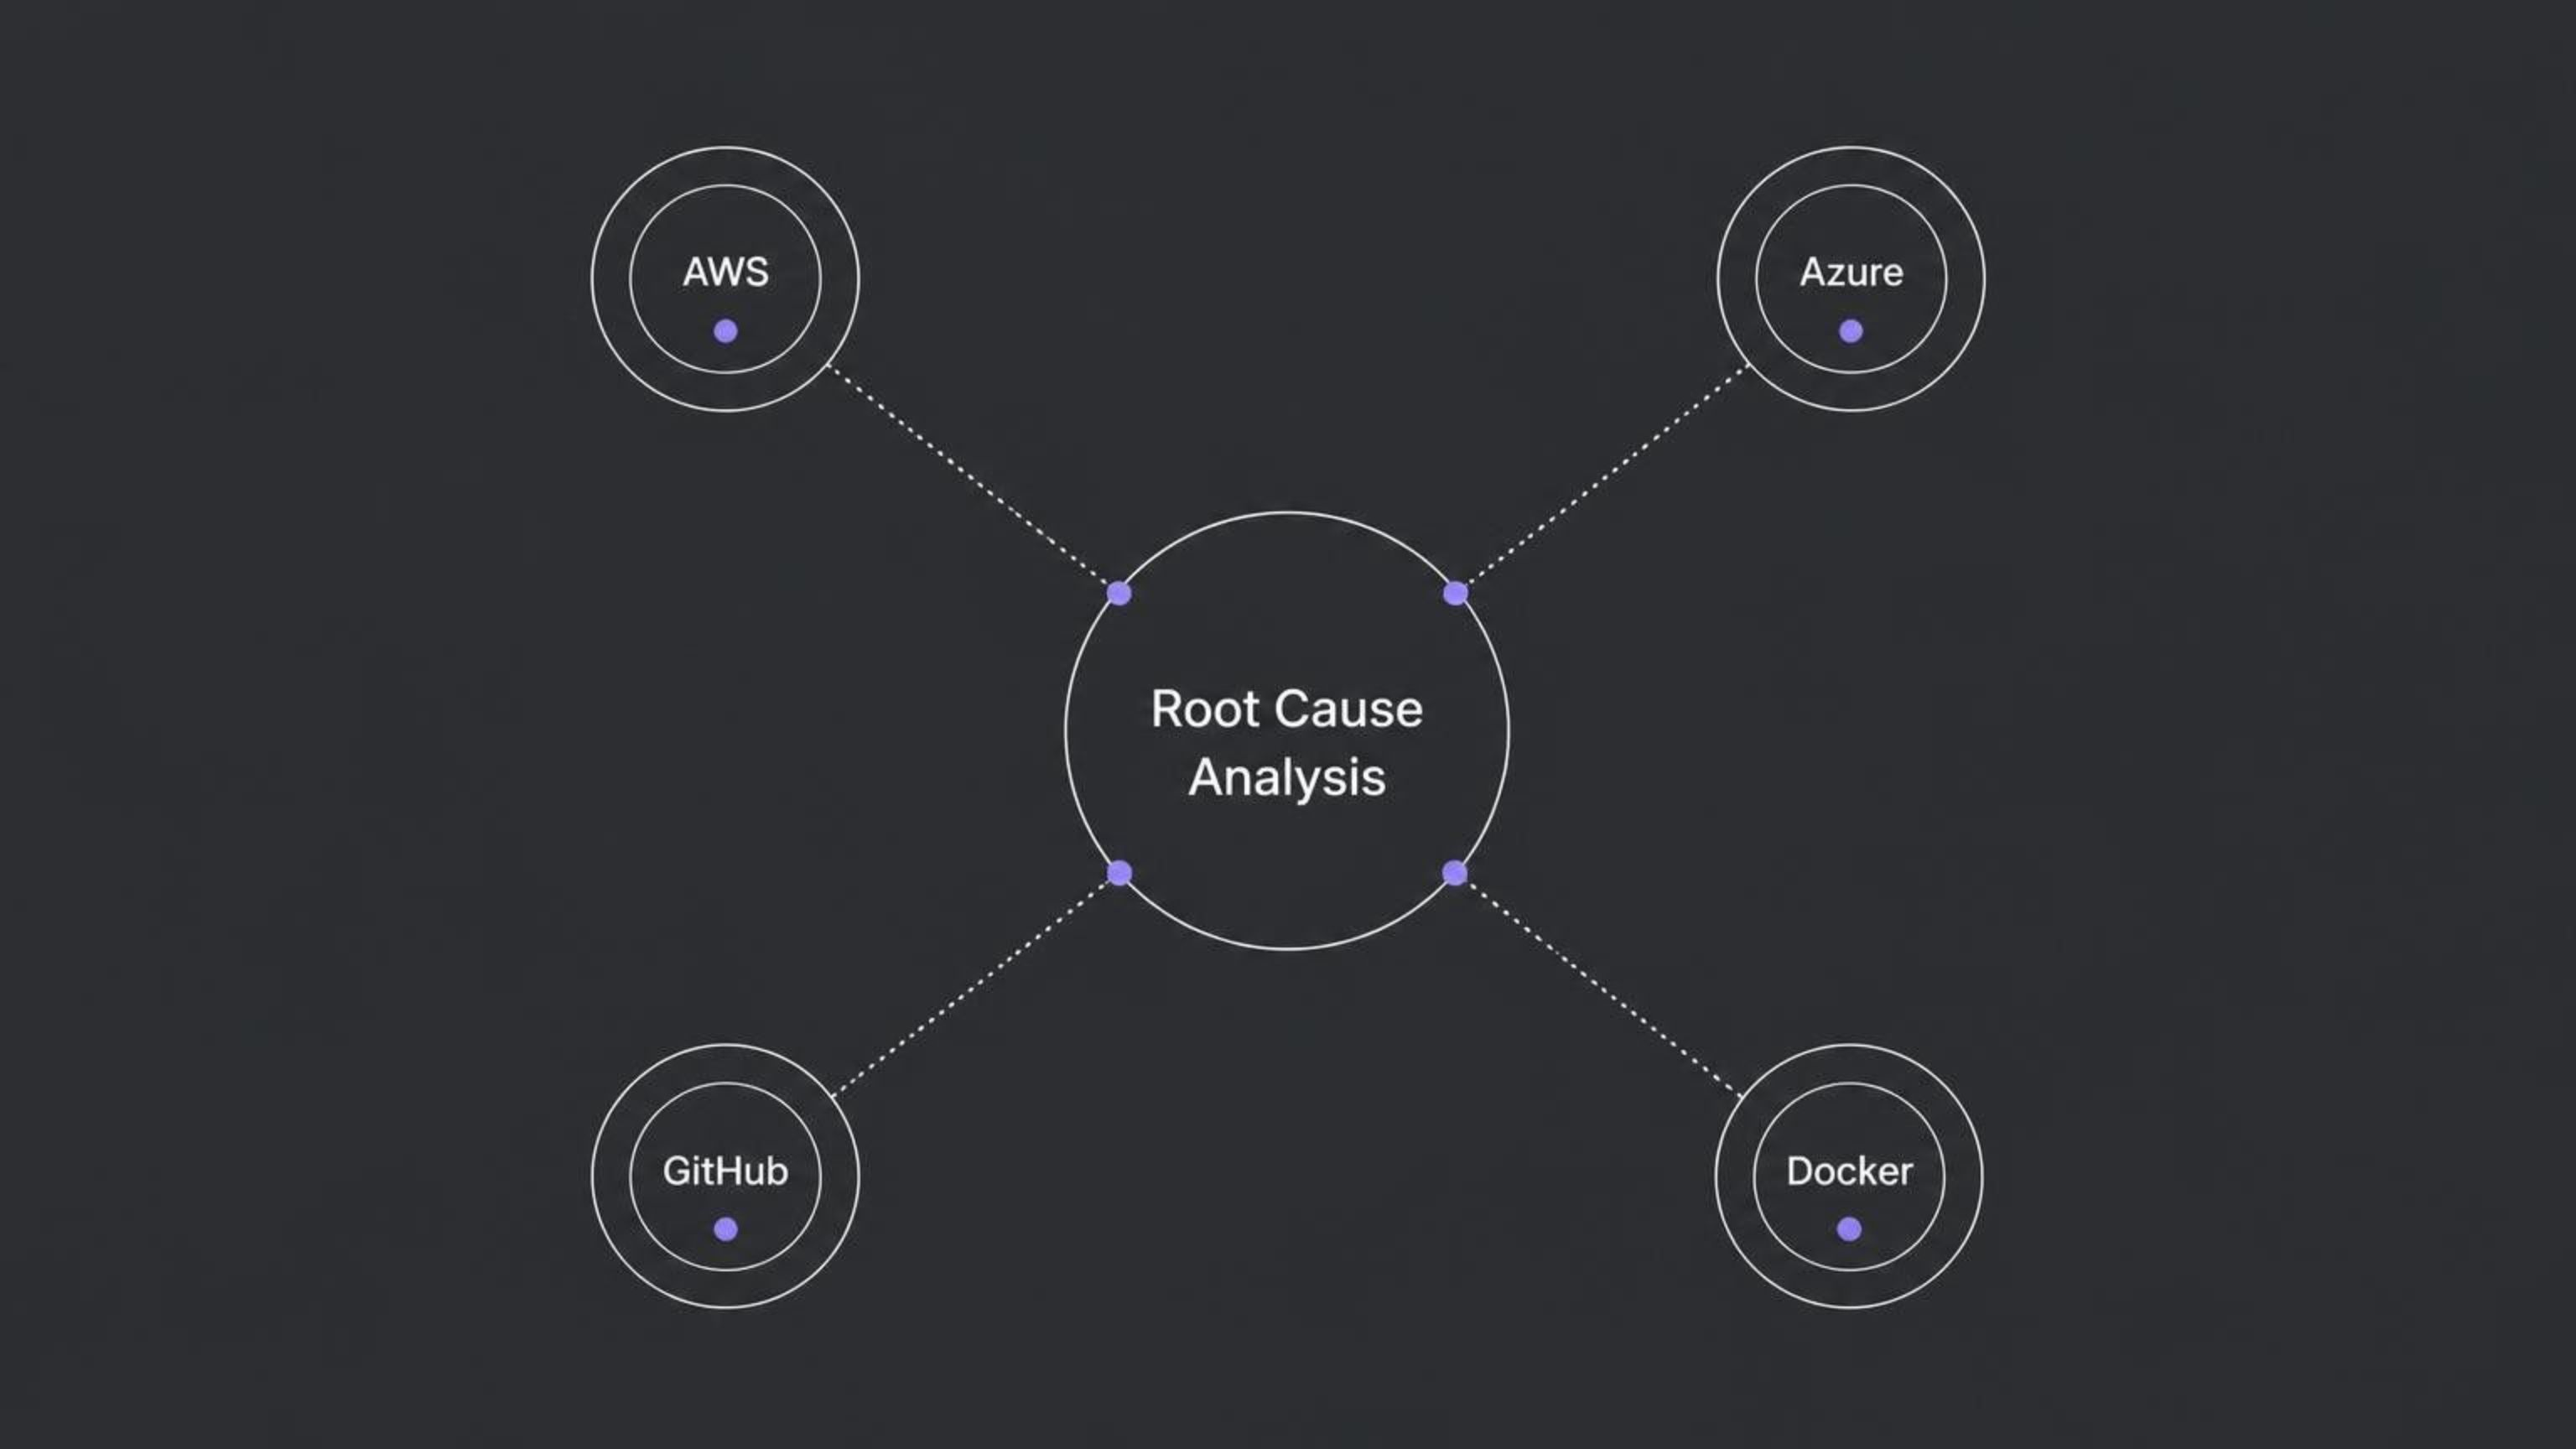 AWS
Azure
Root Cause
Analysis
GitHub
Docker